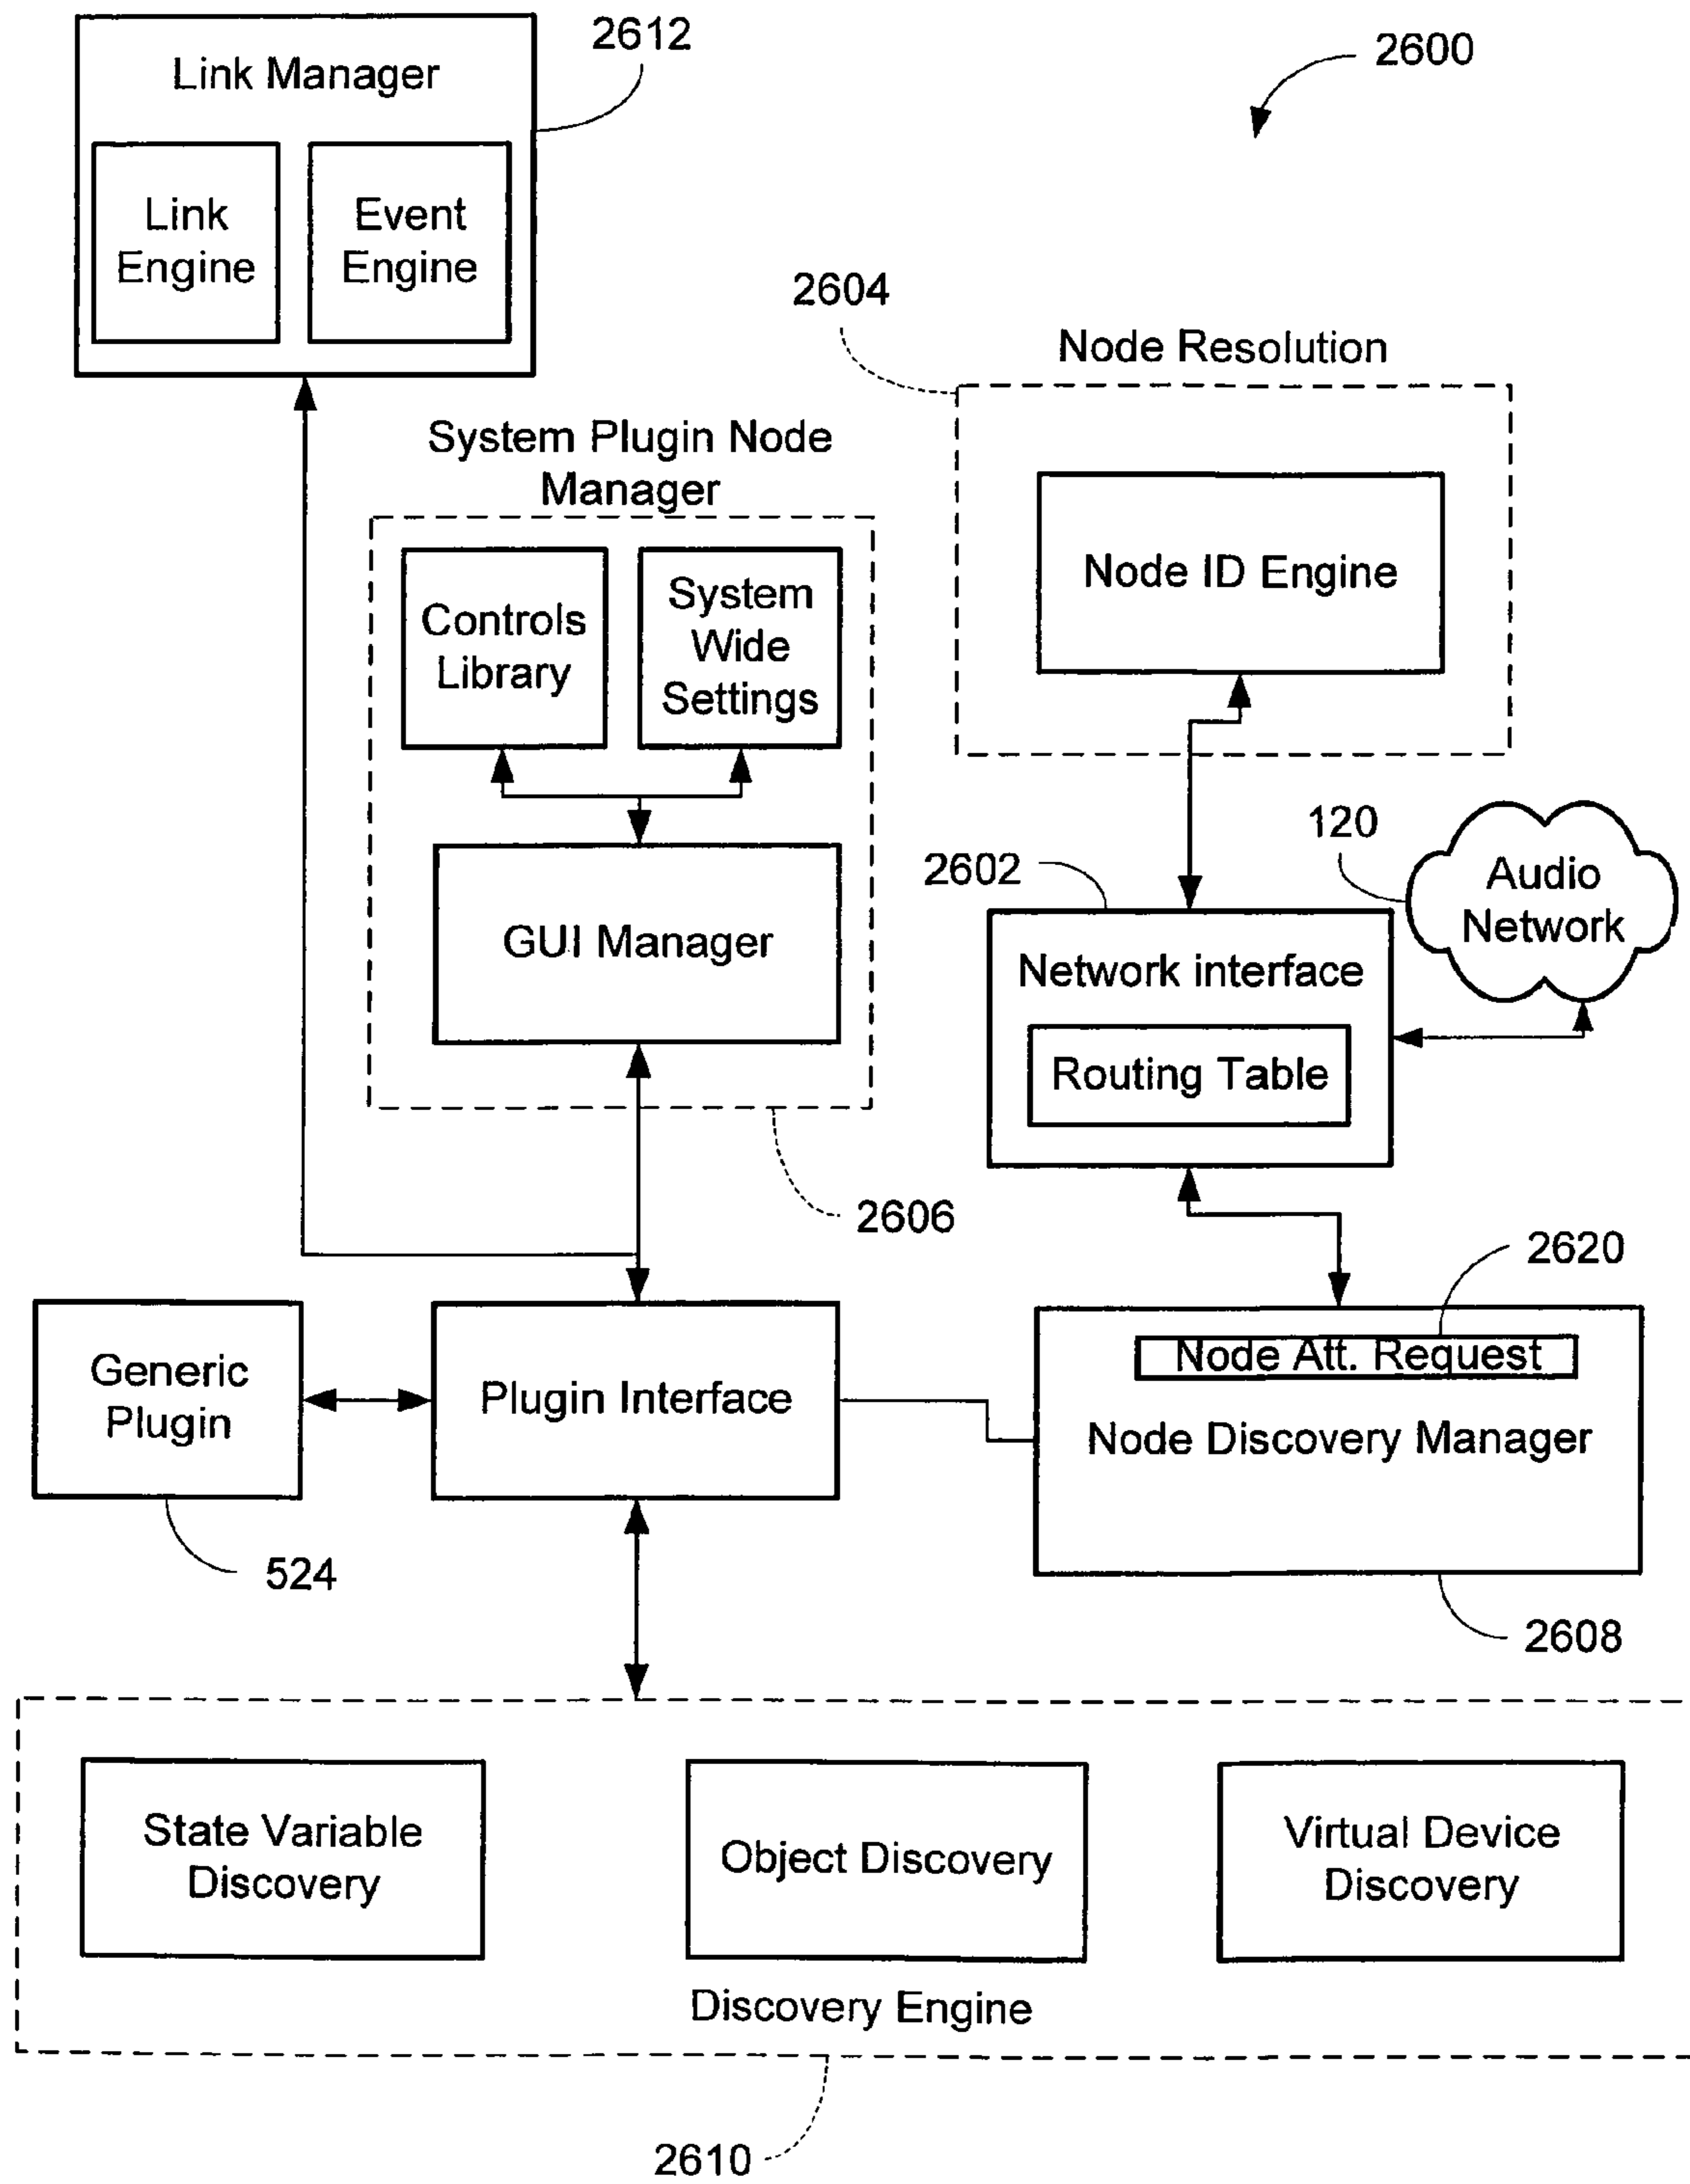 2612
2600
Link Manager
Link
Engine
Event
Engine
2604
Node Resolution
System Plugin Node
Manager
Node ID Engine
Controls
Library
System
Wide
Settings
120
Audio
Network
2602
GUI Manager
Network interface
Routing Table
2606
2620
Generic
Plugin
Plugin Interface
Node Att. Request
Node Discovery Manager
524
2608
State Variable
Discovery
Object Discovery
Virtual Device
Discovery
Discovery Engine
2610